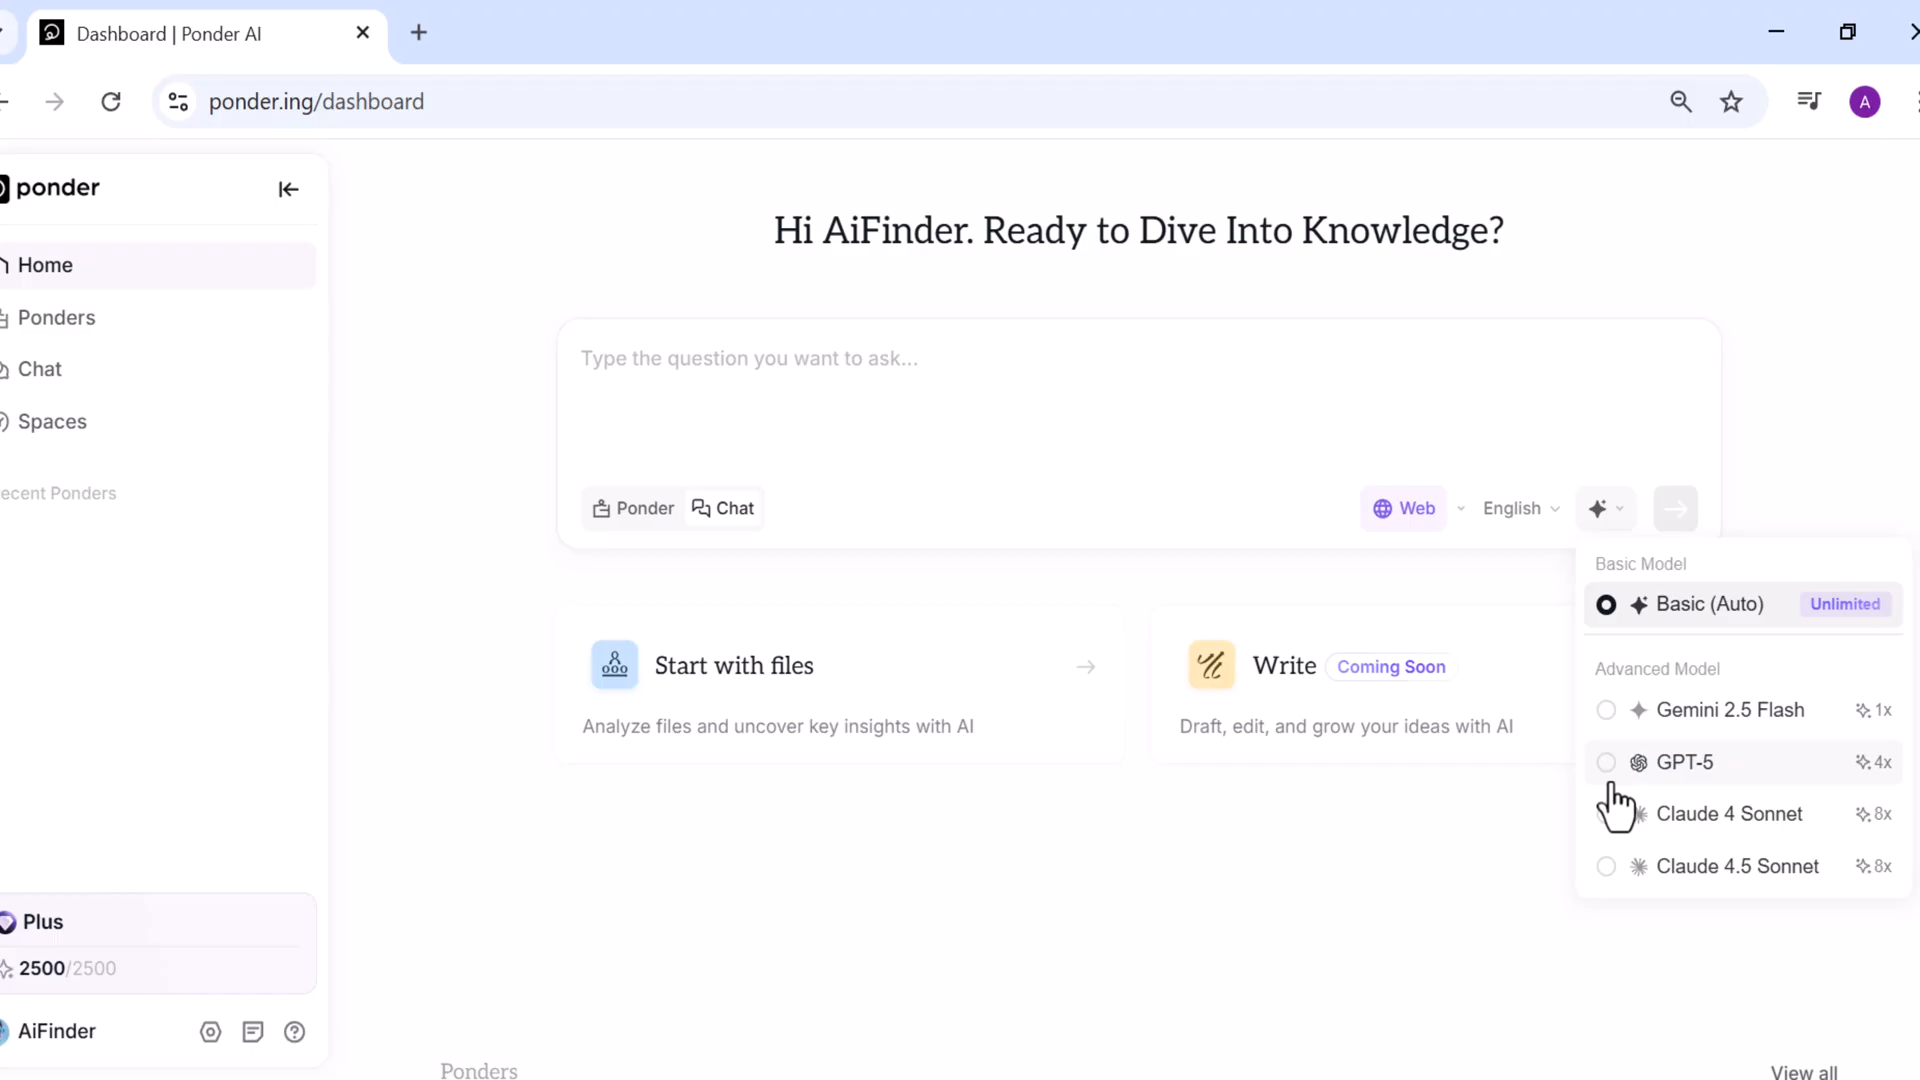 Dashboard | Ponder AI
ponder.ing/dashboard
A
ponder
Home
Ponders
Chat
Spaces
ecent Ponders
Hi AiFinder. Ready to Dive Into Knowledge?
Type the question you want to ask...
Ponder
Chat
Web
English
Basic Model
Basic (Auto)
Unlimited
Advanced Model
Gemini 2.5 Flash
1x
GPT-5
4x
Claude 4 Sonnet
8x
Claude 4.5 Sonnet
8x
Start with files
Analyze files and uncover key insights with AI
Write
Coming Soon
Draft, edit, and grow your ideas with AI
Plus
2500/2500
AiFinder
Ponders
View all